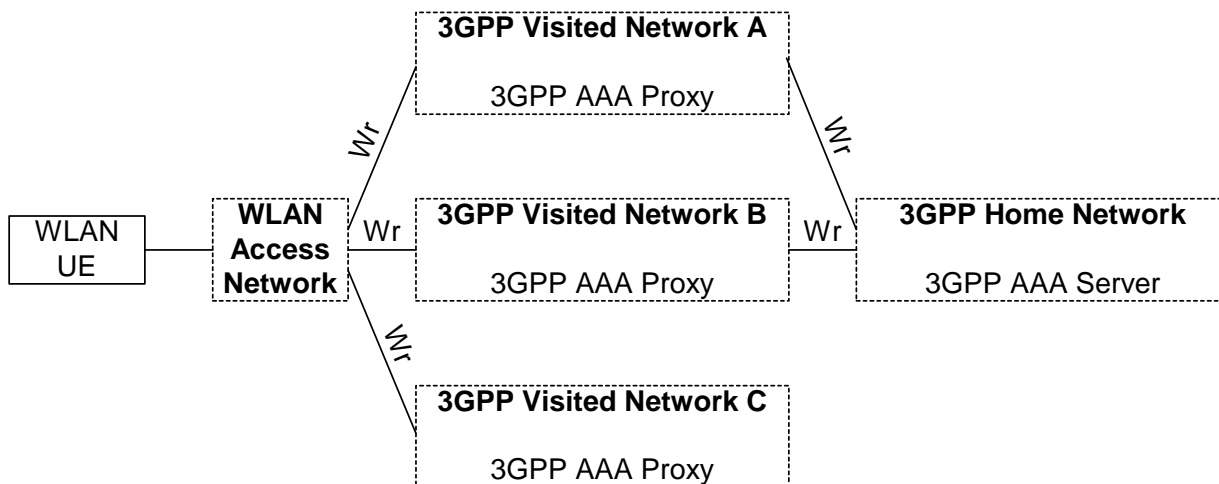 3GPP Visited Network A
3GPP AAA Proxy
Wr
Wr
WLAN
UE
WLAN
Access
Network
Wr
3GPP Visited Network B
3GPP AAA Proxy
Wr
3GPP Home Network
3GPP AAA Server
Wr
3GPP Visited Network C
3GPP AAA Proxy